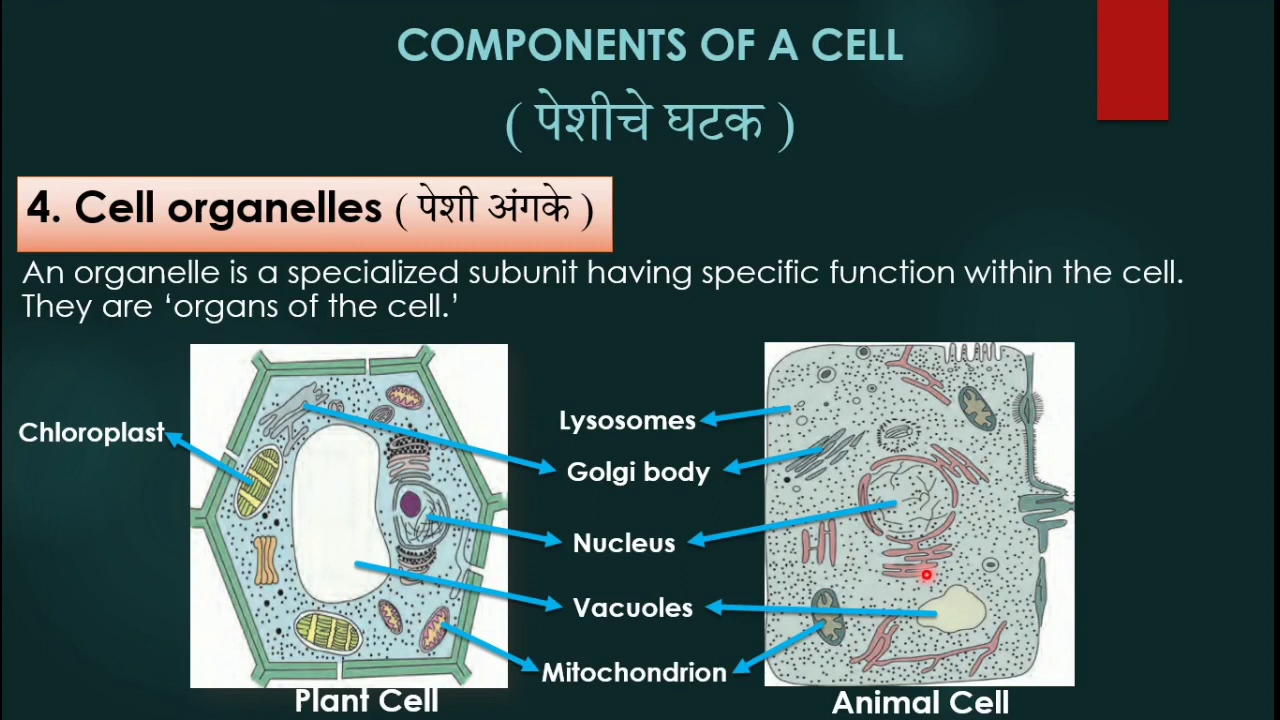 COMPONENTS OF A CELL
( पेशीचे घटक )
4. Cell organelles ( पेशी अंगके )
An organelle is a specialized subunit having specific function within the cell.
They are ‘organs of the cell.’
Chloroplast
Lysosomes
Golgi body
Nucleus
Vacuoles
Mitochondrion
Plant Cell
Animal Cell